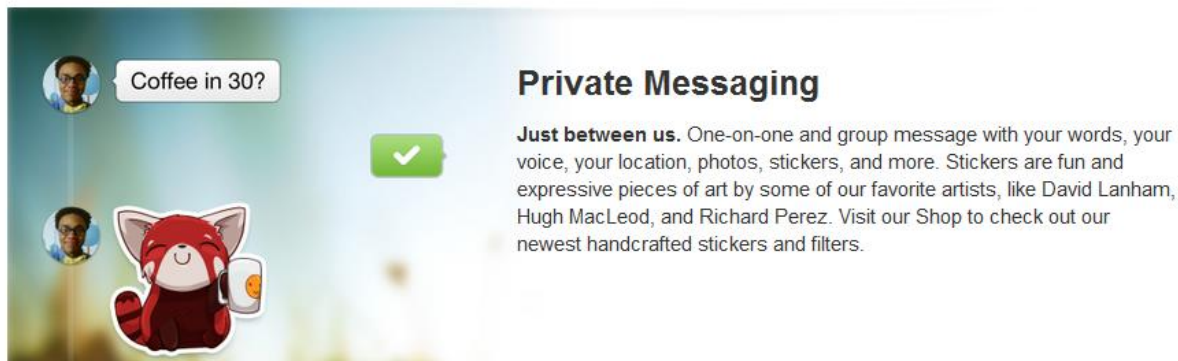 Coffee in 30?
Private Messaging
Just between us. One-on-one and group message with your words, your
voice, your location, photos, stickers, and more. Stickers are fun and
expressive pieces of art by some of our favorite artists, like David Lanham,
Hugh MacLeod, and Richard Perez. Visit our Shop to check out our
newest handcrafted stickers and filters.